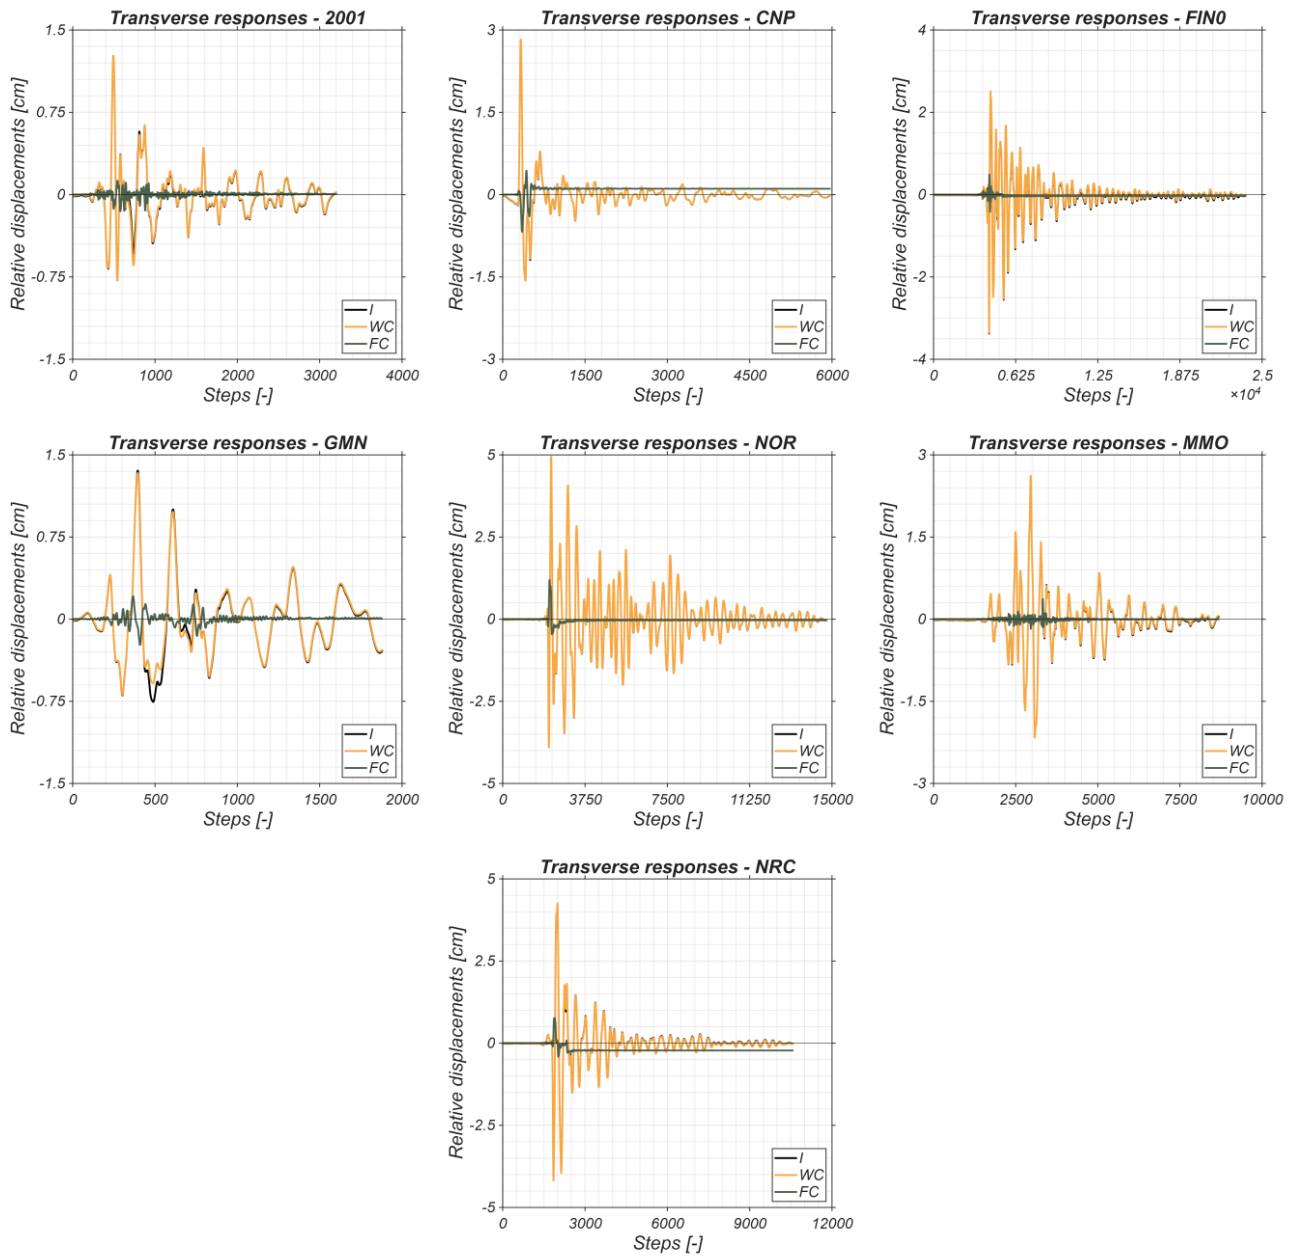 Transverse responses - 2001
Relative displacements [cm]
1.5
0.75
0
-0.75
-1.5
0 1000 2000 3000 4000
Steps [-]
I
WC
FC
Transverse responses - CNP
Relative displacements [cm]
3
1.5
0
-1.5
-3
0 1500 3000 4500 6000
Steps [-]
I
WC
FC
Transverse responses - FIN0
Relative displacements [cm]
4
2
0
-2
-4
0 0.625 1.25 1.875 2.5
×10⁴
Steps [-]
I
WC
FC
Transverse responses - GMN
Relative displacements [cm]
1.5
0.75
0
-0.75
-1.5
0 500 1000 1500 2000
Steps [-]
I
WC
FC
Transverse responses - NOR
Relative displacements [cm]
5
2.5
0
-2.5
-5
0 3750 7500 11250 15000
Steps [-]
I
WC
FC
Transverse responses - MMO
Relative displacements [cm]
3
1.5
0
-1.5
-3
0 2500 5000 7500 10000
Steps [-]
I
WC
FC
Transverse responses - NRC
Relative displacements [cm]
5
2.5
0
-2.5
-5
0 3000 6000 9000 12000
Steps [-]
I
WC
FC